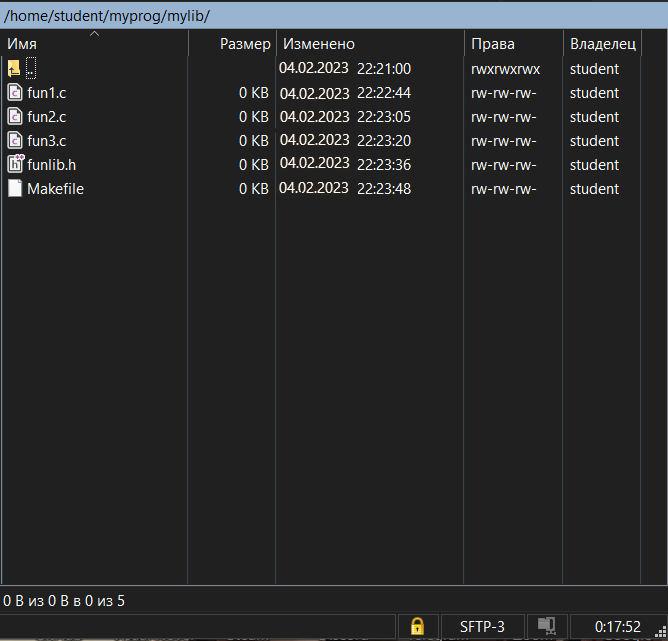 /home/student/myprog/mylib/
Имя Размер Изменено Права Владелец
.. 04.02.2023 22:21:00 rwxrwxrwx student
fun1.c 0 KB 04.02.2023 22:22:44 rw-rw-rw- student
fun2.c 0 KB 04.02.2023 22:23:05 rw-rw-rw- student
fun3.c 0 KB 04.02.2023 22:23:20 rw-rw-rw- student
funlib.h 0 KB 04.02.2023 22:23:36 rw-rw-rw- student
Makefile 0 KB 04.02.2023 22:23:48 rw-rw-rw- student
0 B из 0 B в 0 из 5
SFTP-3 0:17:52